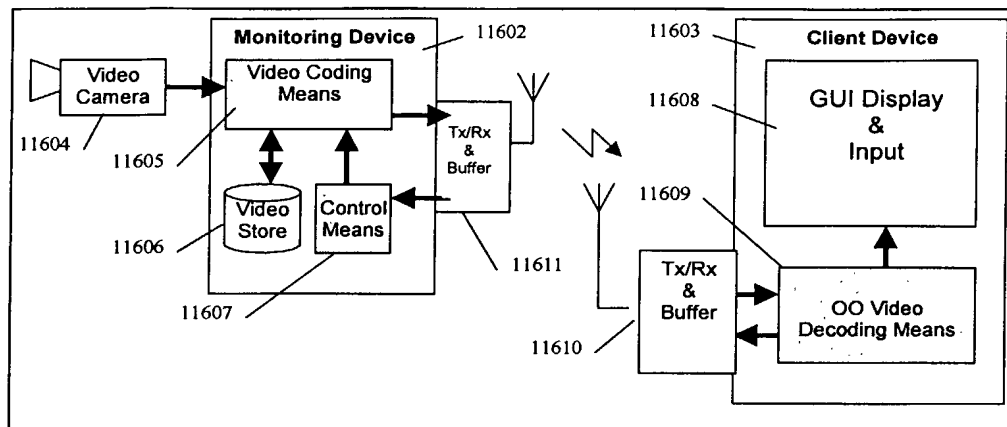 Monitoring Device
11602
11603
Client Device
Video
Camera
Video Coding
Means
11604
11605
Tx/Rx
&
Buffer
11608
GUI Display
&
Input
Video
Store
11606
Control
Means
11607
11611
11609
Tx/Rx
&
Buffer
11610
OO Video
Decoding Means